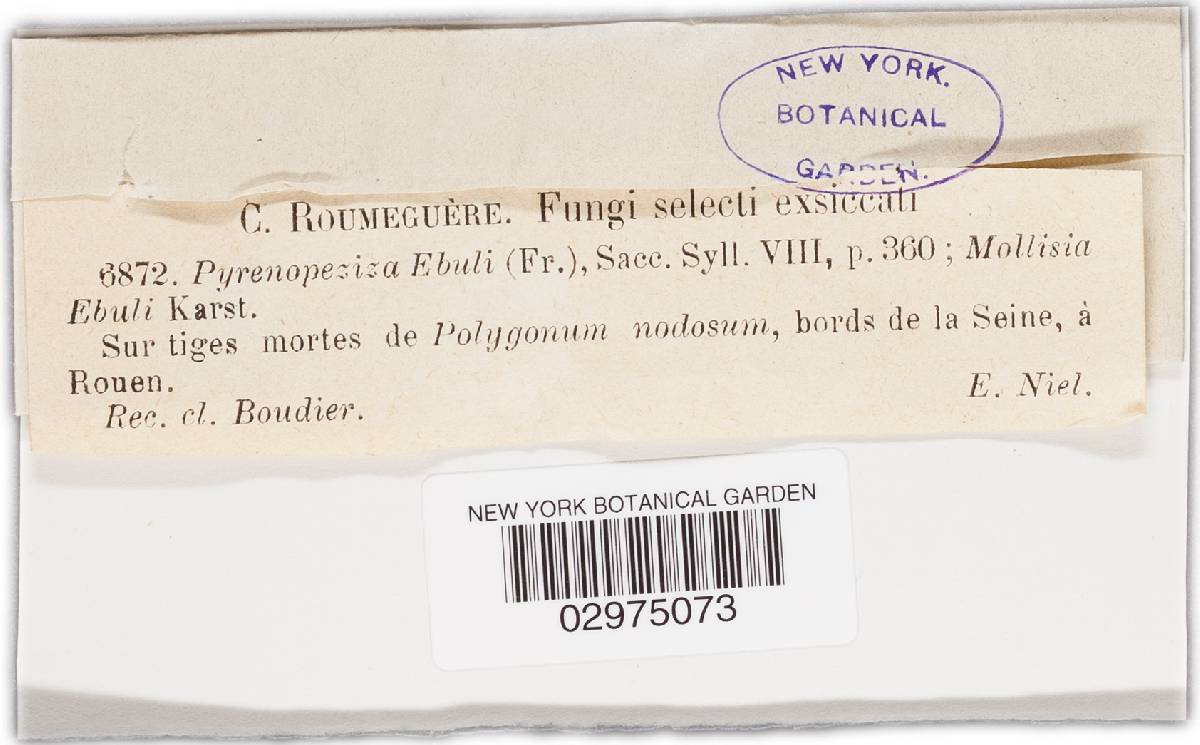 NEW YORK.
BOTANICAL
GARDEN.
C. ROUMEGUÈRE. Fungi selecti exsiccati
6872. Pyrenopeziza Ebuli (Fr.), Sacc. Syll. VIII, p. 360 ; Mollisia
Ebuli Karst.
Sur tiges mortes de Polygonum nodosum, bords de la Seine, à
Rouen.
E. Niel.
Rec. cl. Boudier.
NEW YORK BOTANICAL GARDEN
02975073